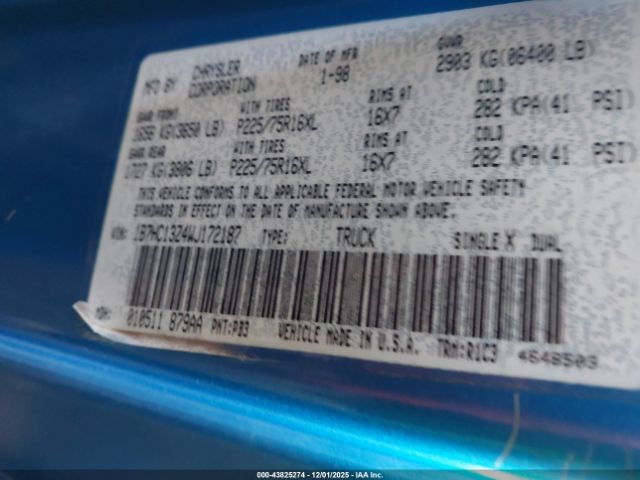 MFD BY CHRYSLER CORPORATION DATE OF MFR 1-98 GVWR 2903 KG(06400 LB)
GAWR FRONT WITH TIRES RIMS AT COLD
1656 KG(3650 LB) P225/75R16XL 16X7 282 KPA(41 PSI)
GAWR REAR WITH TIRES RIMS AT COLD
1727 KG(3806 LB) P225/75R16XL 16X7 282 KPA(41 PSI)
THIS VEHICLE CONFORMS TO ALL APPLICABLE FEDERAL MOTOR VEHICLE SAFETY
STANDARDS IN EFFECT ON THE DATE OF MANUFACTURE SHOWN ABOVE.
VIN: 1B7HC13Z4WJ172187 TYPE: TRUCK SINGLE X DUAL
MDH: 010511 879AA PNT:PB3 VEHICLE MADE IN U.S.A. TRM:R1C3 4648503
000-43825274 - 12/01/2025 - IAA Inc.